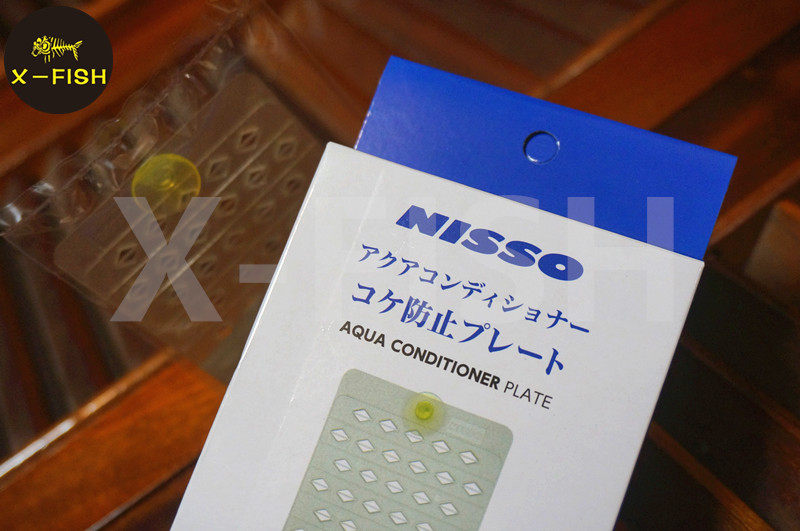 X-FISH
X-FISH
NISSO
アクアコンディショナー
コケ防止プレート
AQUA CONDITIONER PLATE